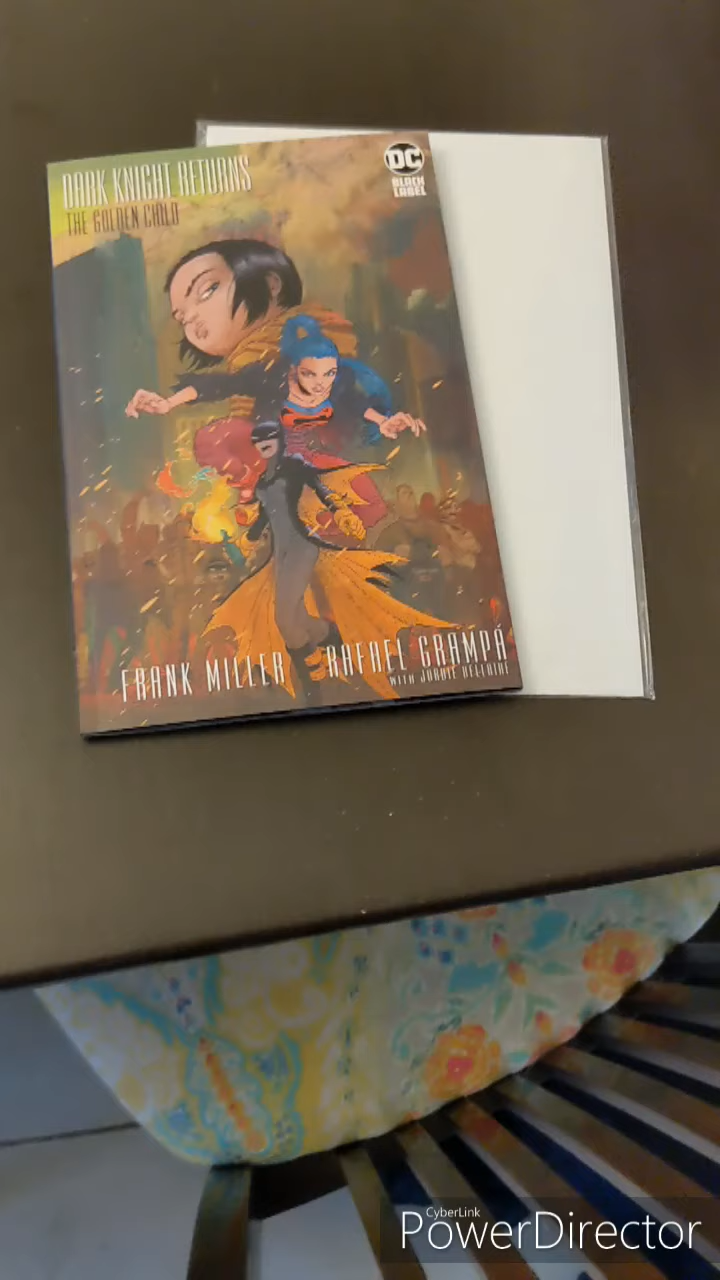 DARK KNIGHT RETURNS
THE GOLDEN CHILD
DC
BLACK
LABEL
FRANK MILLER
RAFAEL GRAMPÁ
WITH JORDIE BELLAIRE
CyberLink
PowerDirector